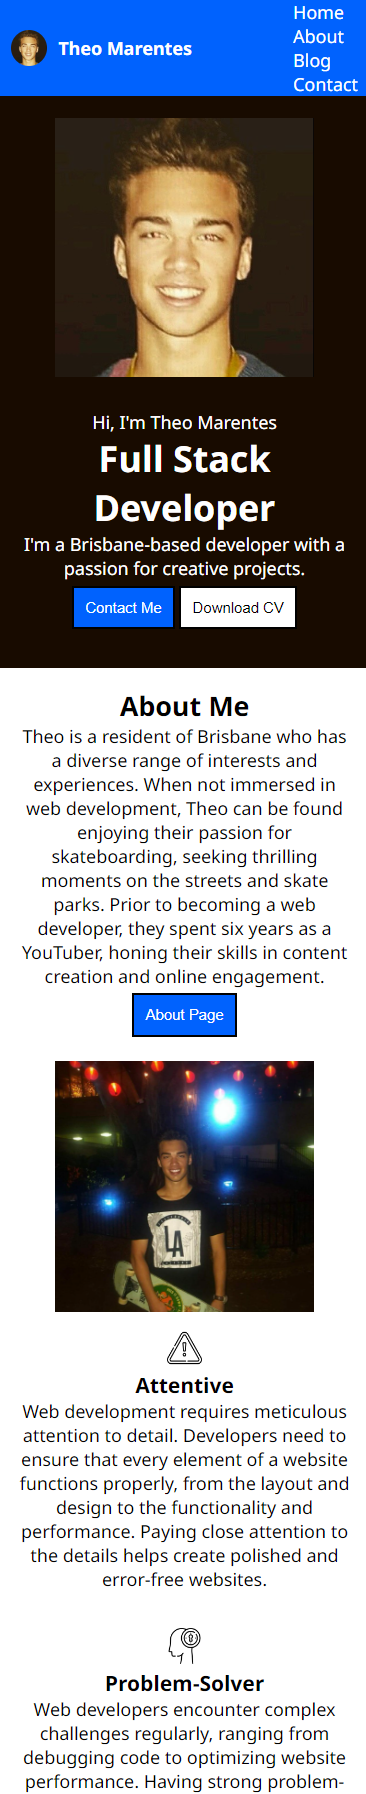 Theo Marentes
Home
About
Blog
Contact
Hi, I'm Theo Marentes
Full Stack
Developer
I'm a Brisbane-based developer with a
passion for creative projects.
Contact Me
Download CV
About Me
Theo is a resident of Brisbane who has
a diverse range of interests and
experiences. When not immersed in
web development, Theo can be found
enjoying their passion for
skateboarding, seeking thrilling
moments on the streets and skate
parks. Prior to becoming a web
developer, they spent six years as a
YouTuber, honing their skills in content
creation and online engagement.
About Page
LA
Attentive
Web development requires meticulous
attention to detail. Developers need to
ensure that every element of a website
functions properly, from the layout and
design to the functionality and
performance. Paying close attention to
the details helps create polished and
error-free websites.
Problem-Solver
Web developers encounter complex
challenges regularly, ranging from
debugging code to optimizing website
performance. Having strong problem-